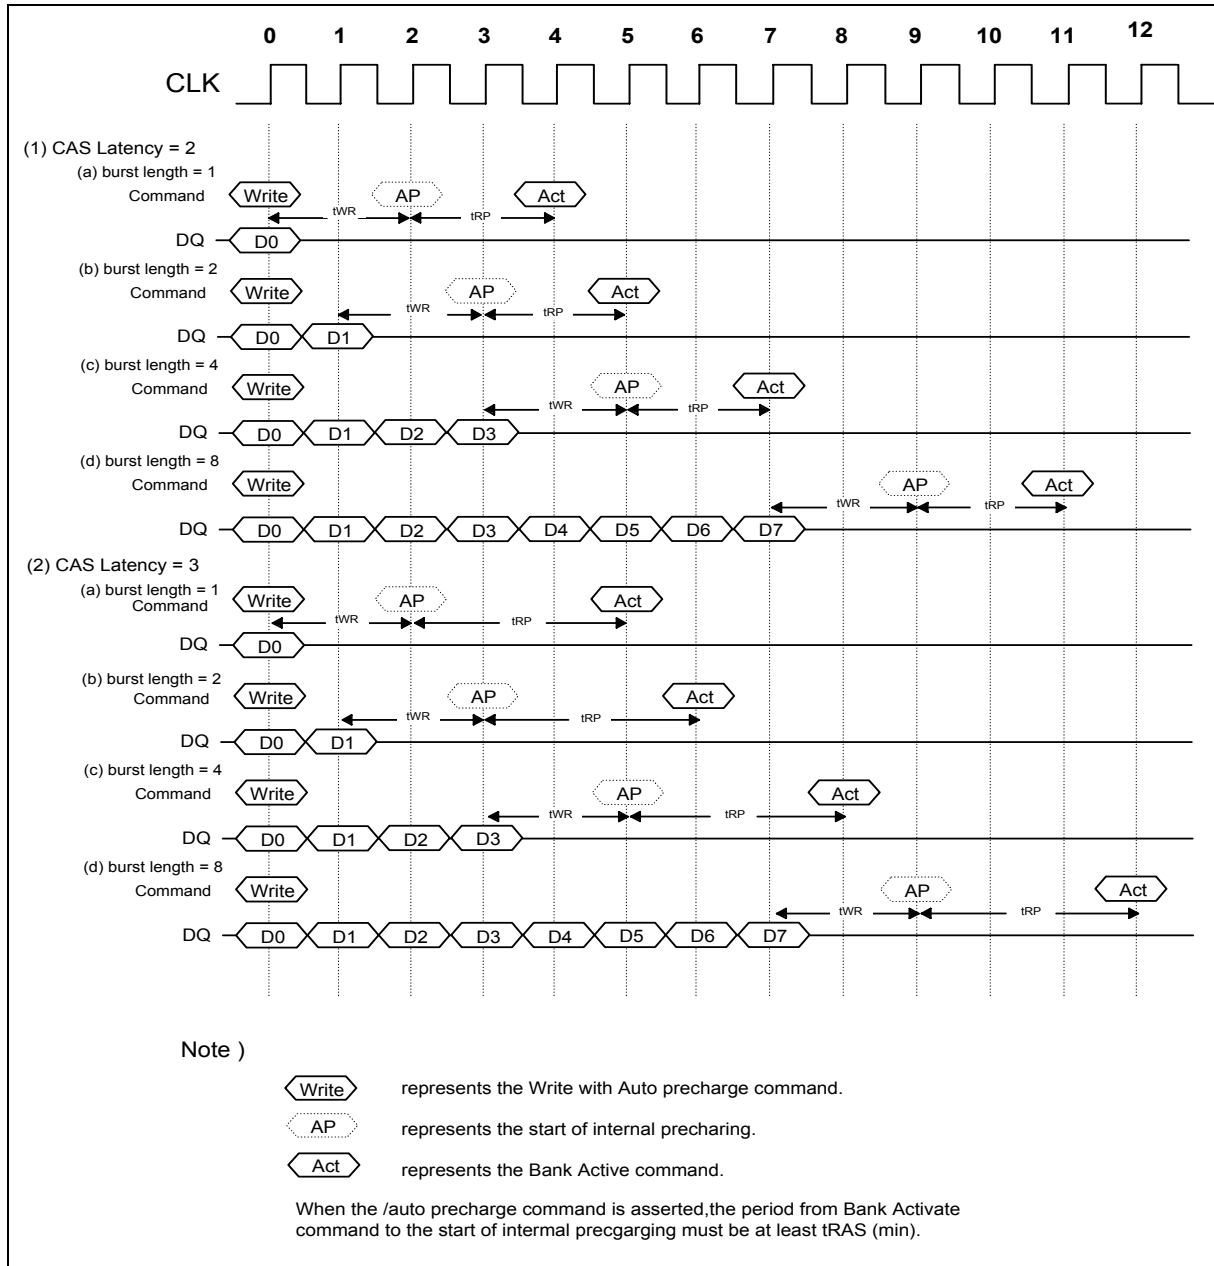 0 1 2 3 4 5 6 7 8 9 10 11 12
CLK
(1) CAS Latency = 2
(a) burst length = 1
Command Write AP Act
tWR tRP
DQ D0
(b) burst length = 2
Command Write AP Act
tWR tRP
DQ D0 D1
(c) burst length = 4
Command Write AP Act
tWR tRP
DQ D0 D1 D2 D3
(d) burst length = 8
Command Write AP Act
tWR tRP
DQ D0 D1 D2 D3 D4 D5 D6 D7
(2) CAS Latency = 3
(a) burst length = 1
Command Write AP Act
tWR tRP
DQ D0
(b) burst length = 2
Command Write AP Act
tWR tRP
DQ D0 D1
(c) burst length = 4
Command Write AP Act
tWR tRP
DQ D0 D1 D2 D3
(d) burst length = 8
Command Write AP Act
tWR tRP
DQ D0 D1 D2 D3 D4 D5 D6 D7
Note )
Write represents the Write with Auto precharge command.
AP represents the start of internal precharing.
Act represents the Bank Active command.
When the /auto precharge command is asserted,the period from Bank Activate
command to the start of intermal precgarging must be at least tRAS (min).